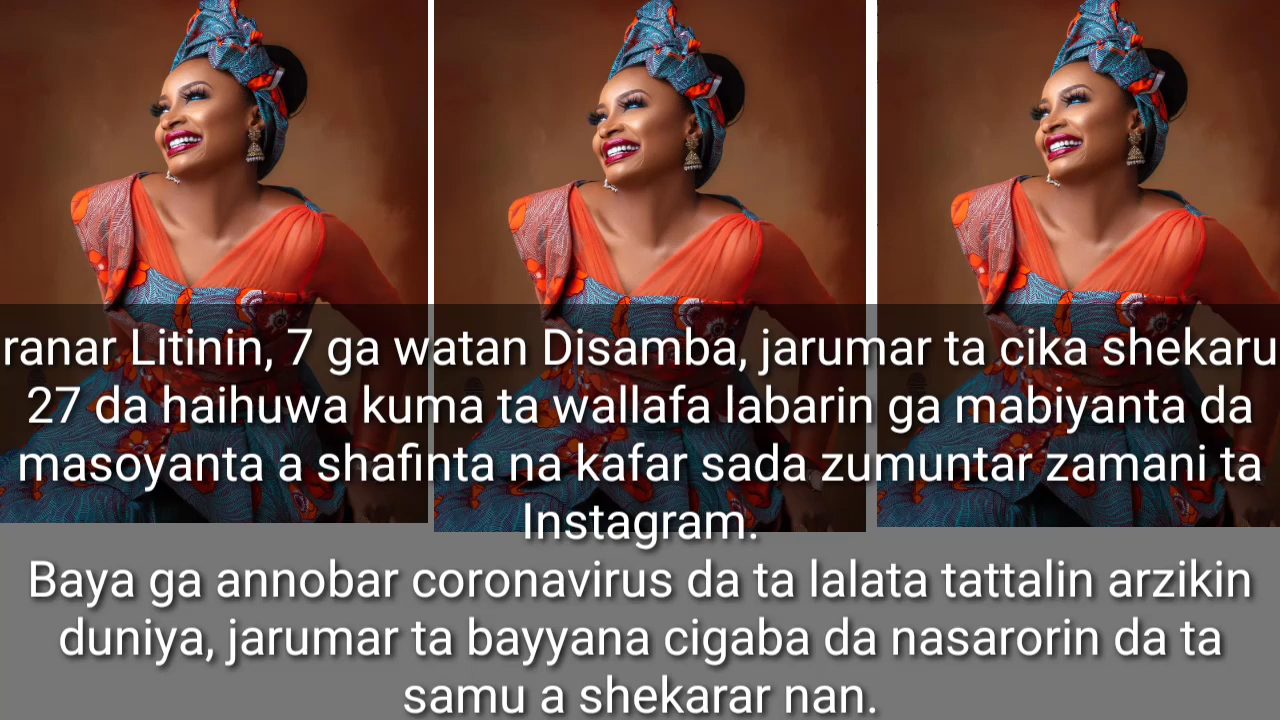 ranar Litinin, 7 ga watan Disamba, jarumar ta cika shekaru
27 da haihuwa kuma ta wallafa labarin ga mabiyanta da
masoyanta a shafinta na kafar sada zumuntar zamani ta
Instagram.
Baya ga annobar coronavirus da ta lalata tattalin arzikin
duniya, jarumar ta bayyana cigaba da nasarorin da ta
samu a shekarar nan.